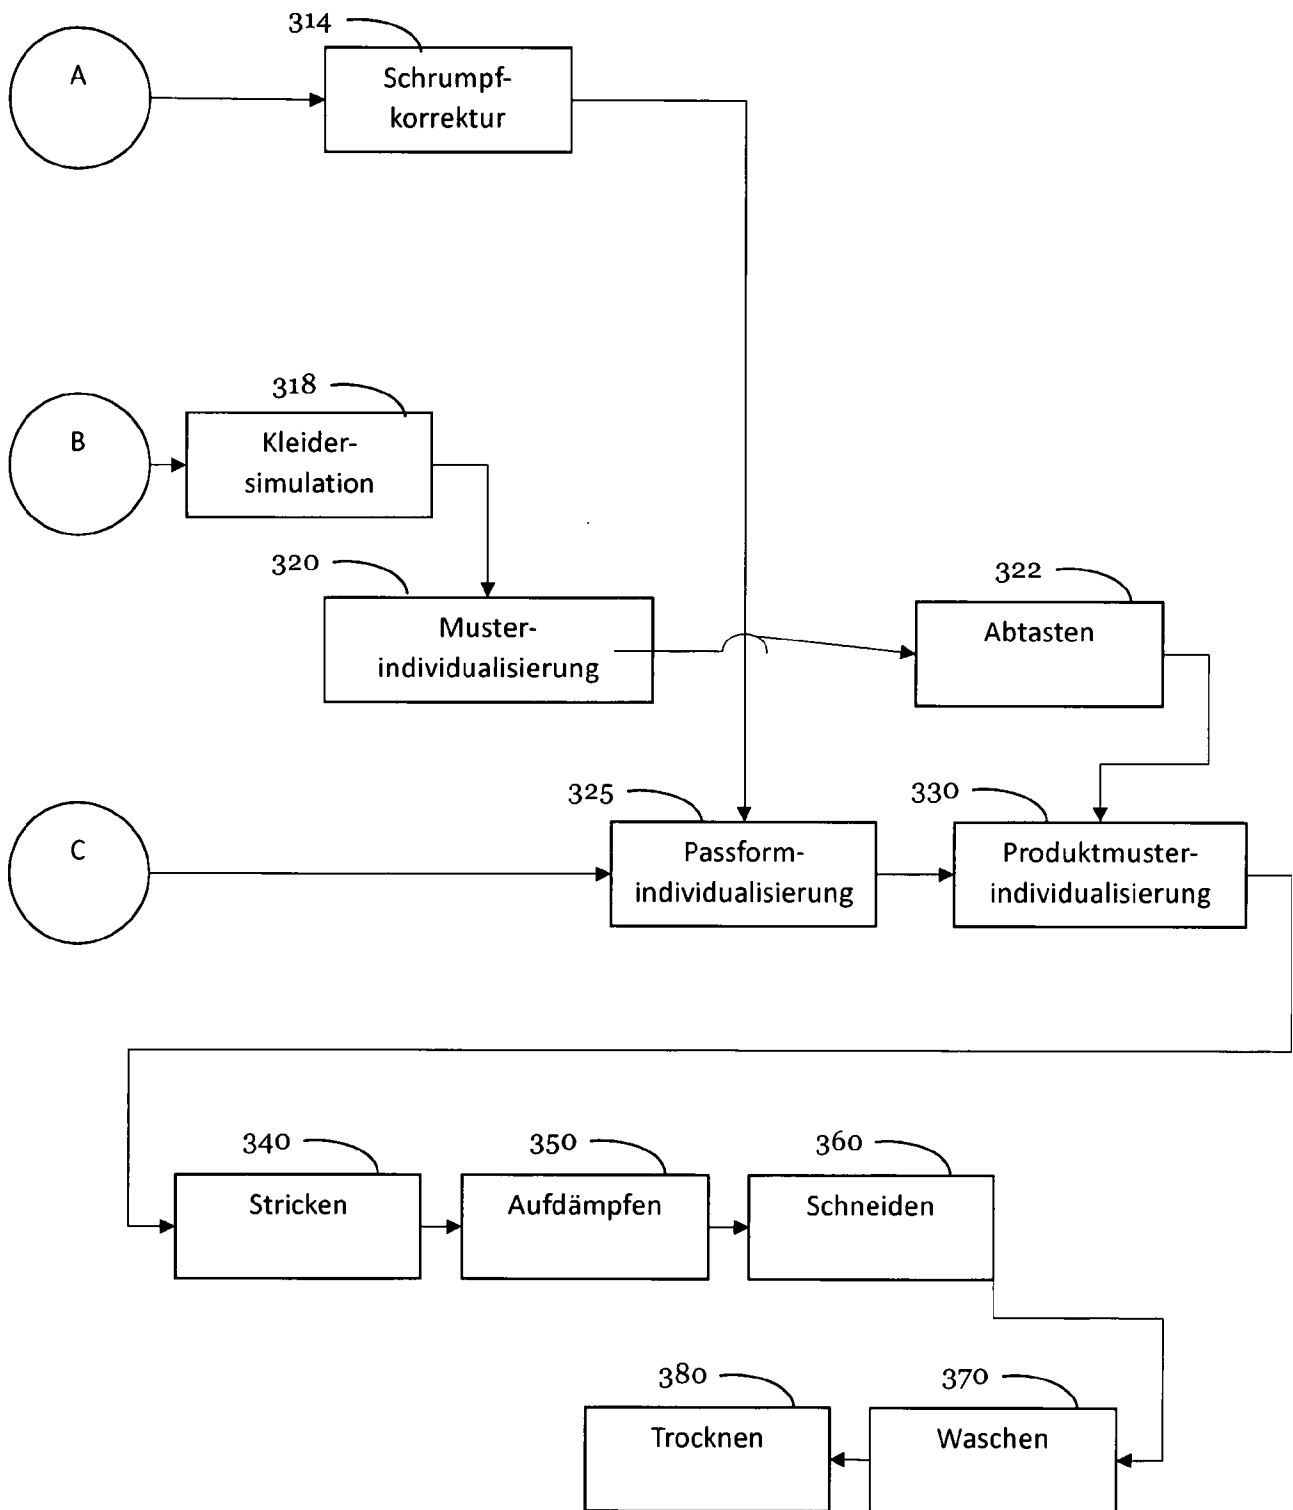 314
A
Schrumpf-
korrektur
318
B
Kleider-
simulation
320
Muster-
individualisierung
322
Abtasten
325
330
C
Passform-
individualisierung
Produktmuster-
individualisierung
340
350
360
Stricken
Aufdämpfen
Schneiden
380
370
Trocknen
Waschen